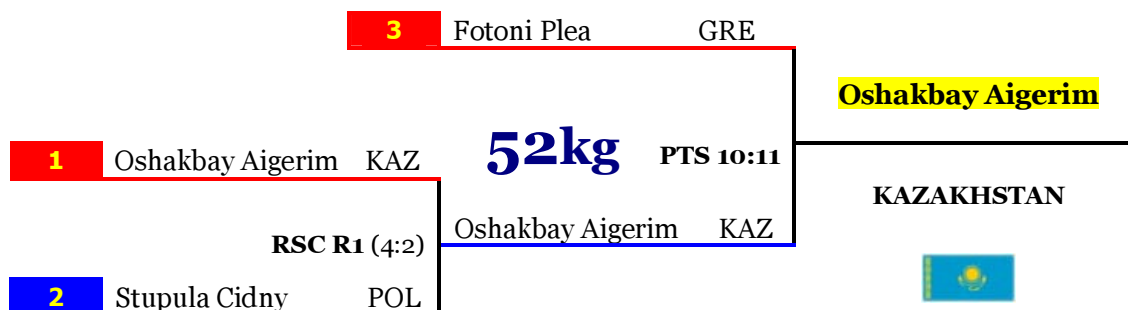 3 Fotoni Plea GRE
Oshakbay Aigerim
1 Oshakbay Aigerim KAZ
52kg PTS 10:11
KAZAKHSTAN
Oshakbay Aigerim KAZ
RSC R1 (4:2)
2 Stupula Cidny POL